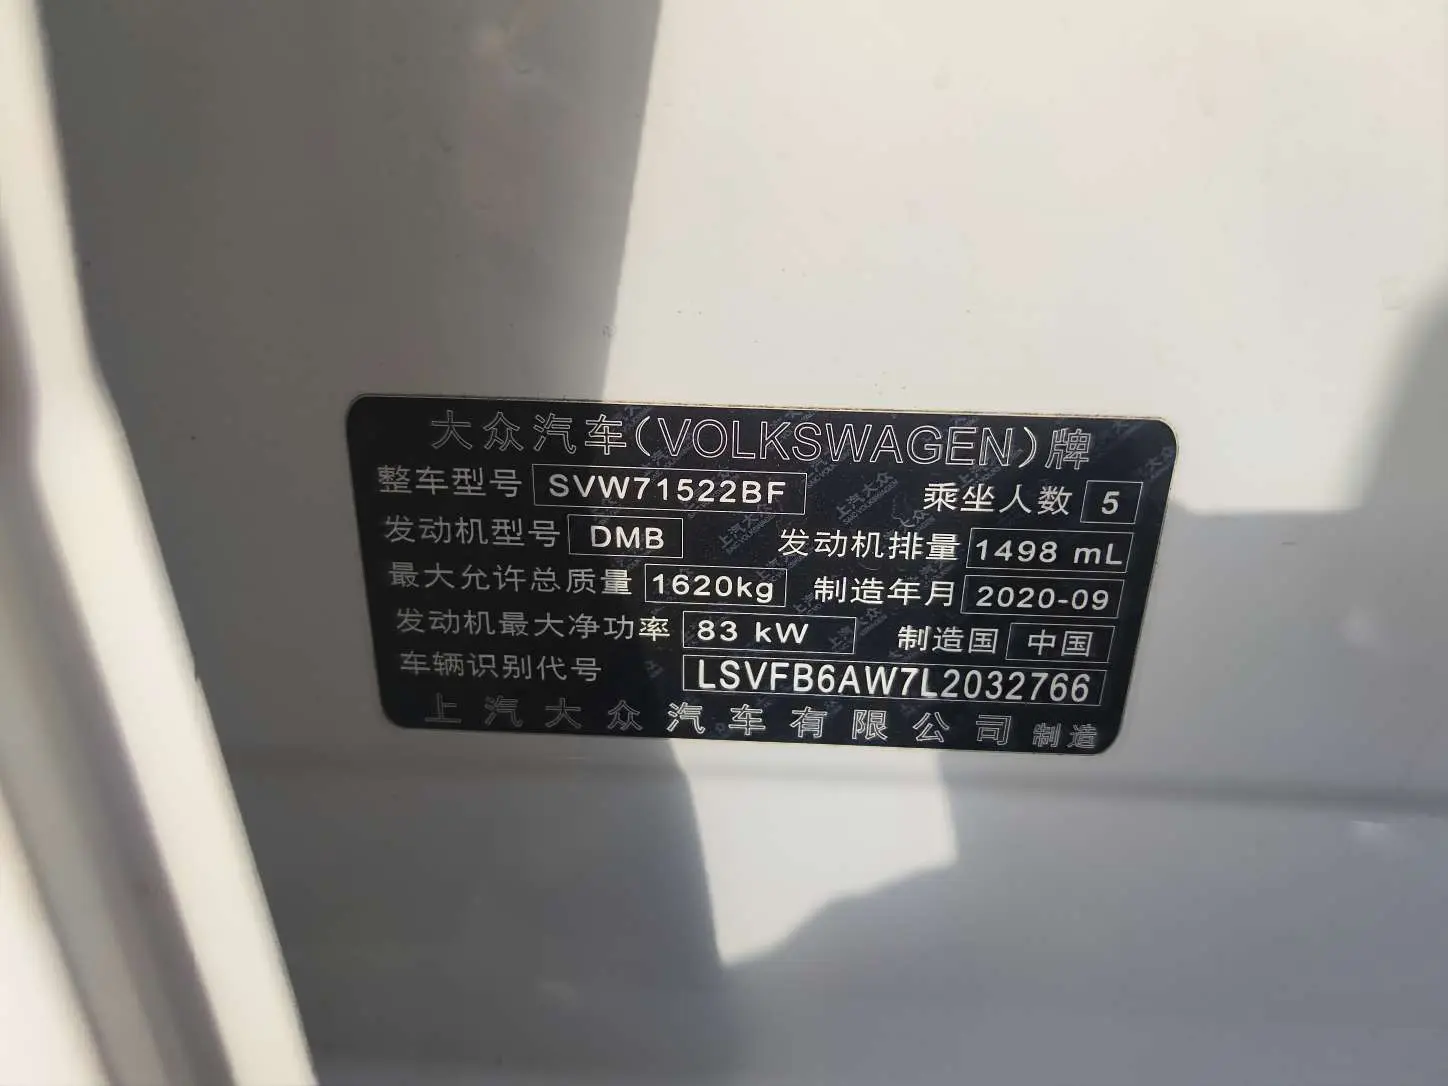 大众汽车(VOLKSWAGEN)牌
整车型号 SVW71522BF 乘坐人数 5
发动机型号 DMB 发动机排量 1498 mL
最大允许总质量 1620kg 制造年月 2020-09
发动机最大净功率 83 kW 制造国 中国
车辆识别代号 LSVFB6AW7L2032766
上汽大众汽车有限公司 制造